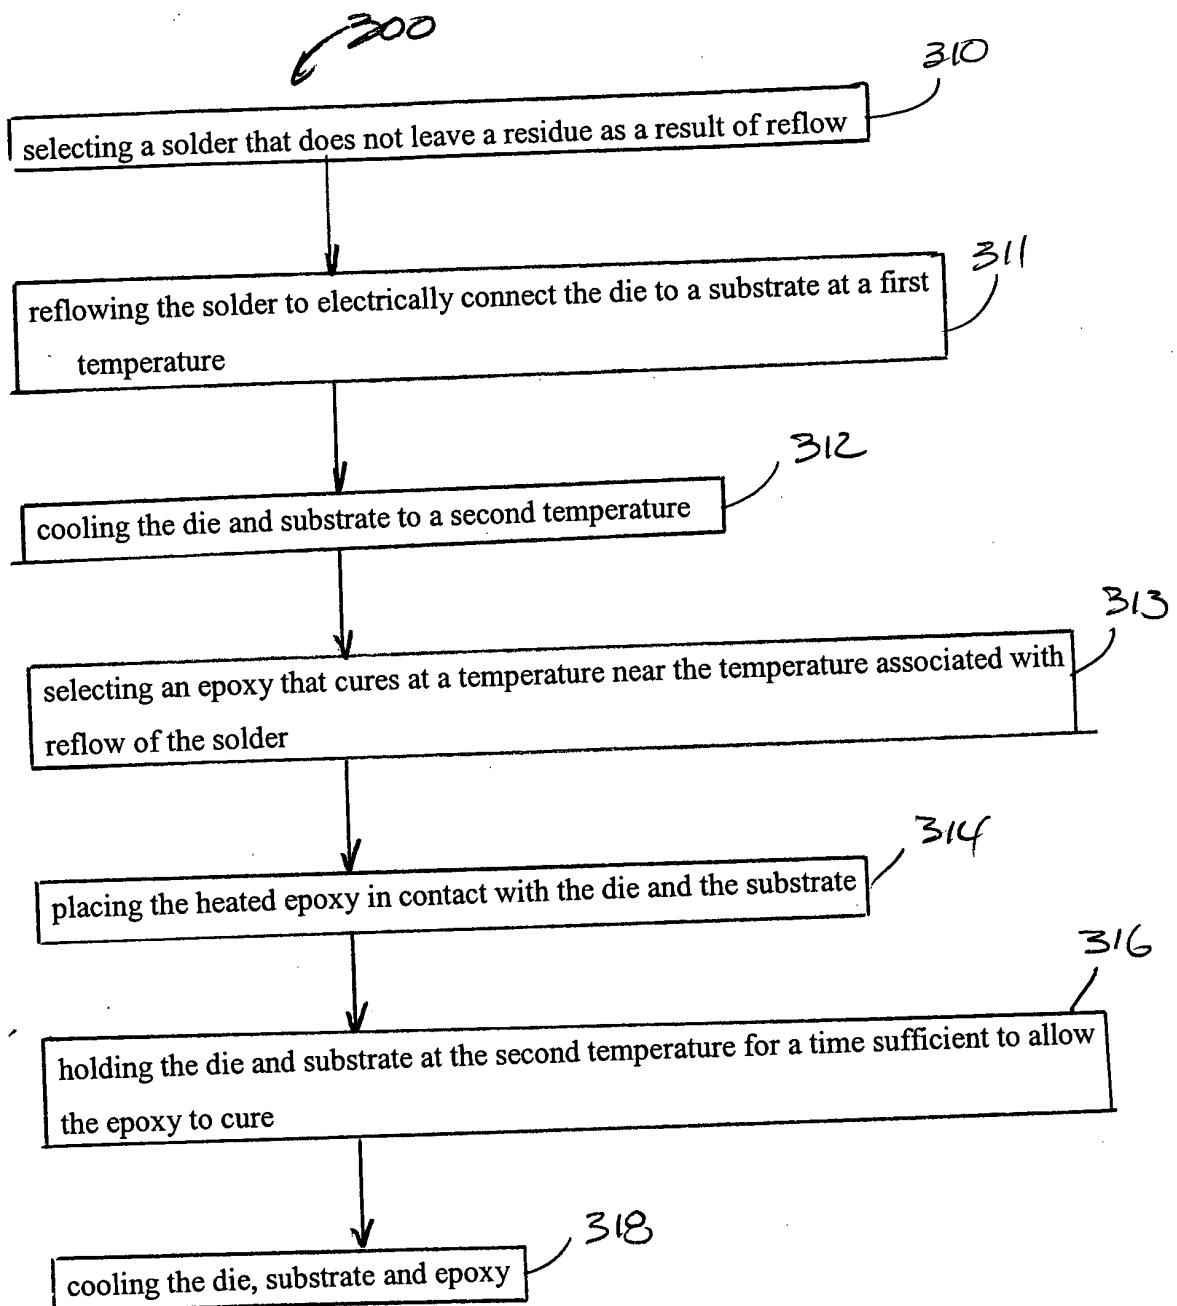 300
310
selecting a solder that does not leave a residue as a result of reflow
311
reflowing the solder to electrically connect the die to a substrate at a first
temperature
312
cooling the die and substrate to a second temperature
313
selecting an epoxy that cures at a temperature near the temperature associated with
reflow of the solder
314
placing the heated epoxy in contact with the die and the substrate
316
holding the die and substrate at the second temperature for a time sufficient to allow
the epoxy to cure
318
cooling the die, substrate and epoxy